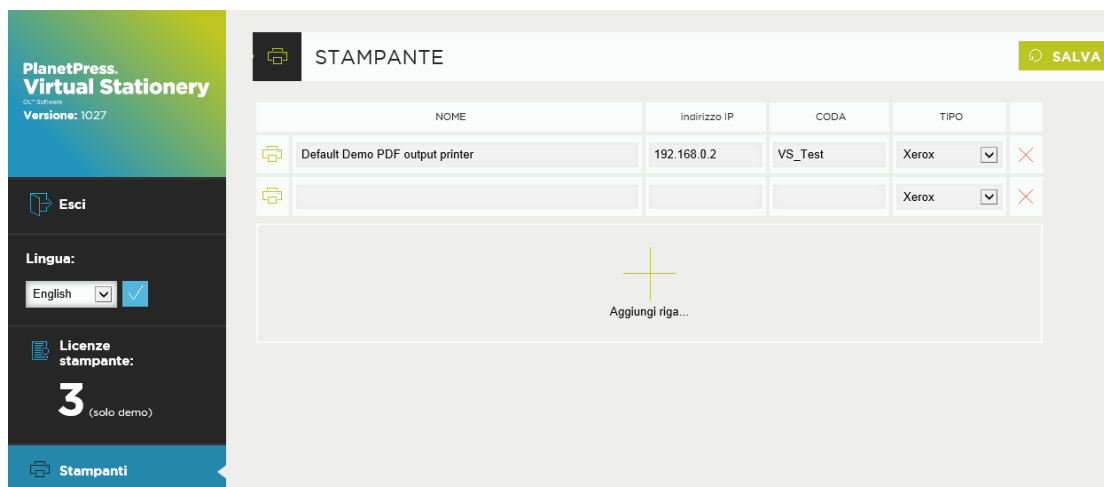 PlanetPress.
Virtual Stationery
OL® Software
Versione: 1027
Esci
Lingua:
English
Licenze
stampante:
3 (solo demo)
Stampanti
STAMPANTE
SALVA
NOME indirizzo IP CODA TIPO
Default Demo PDF output printer 192.168.0.2 VS_Test Xerox
Xerox
Aggiungi riga...